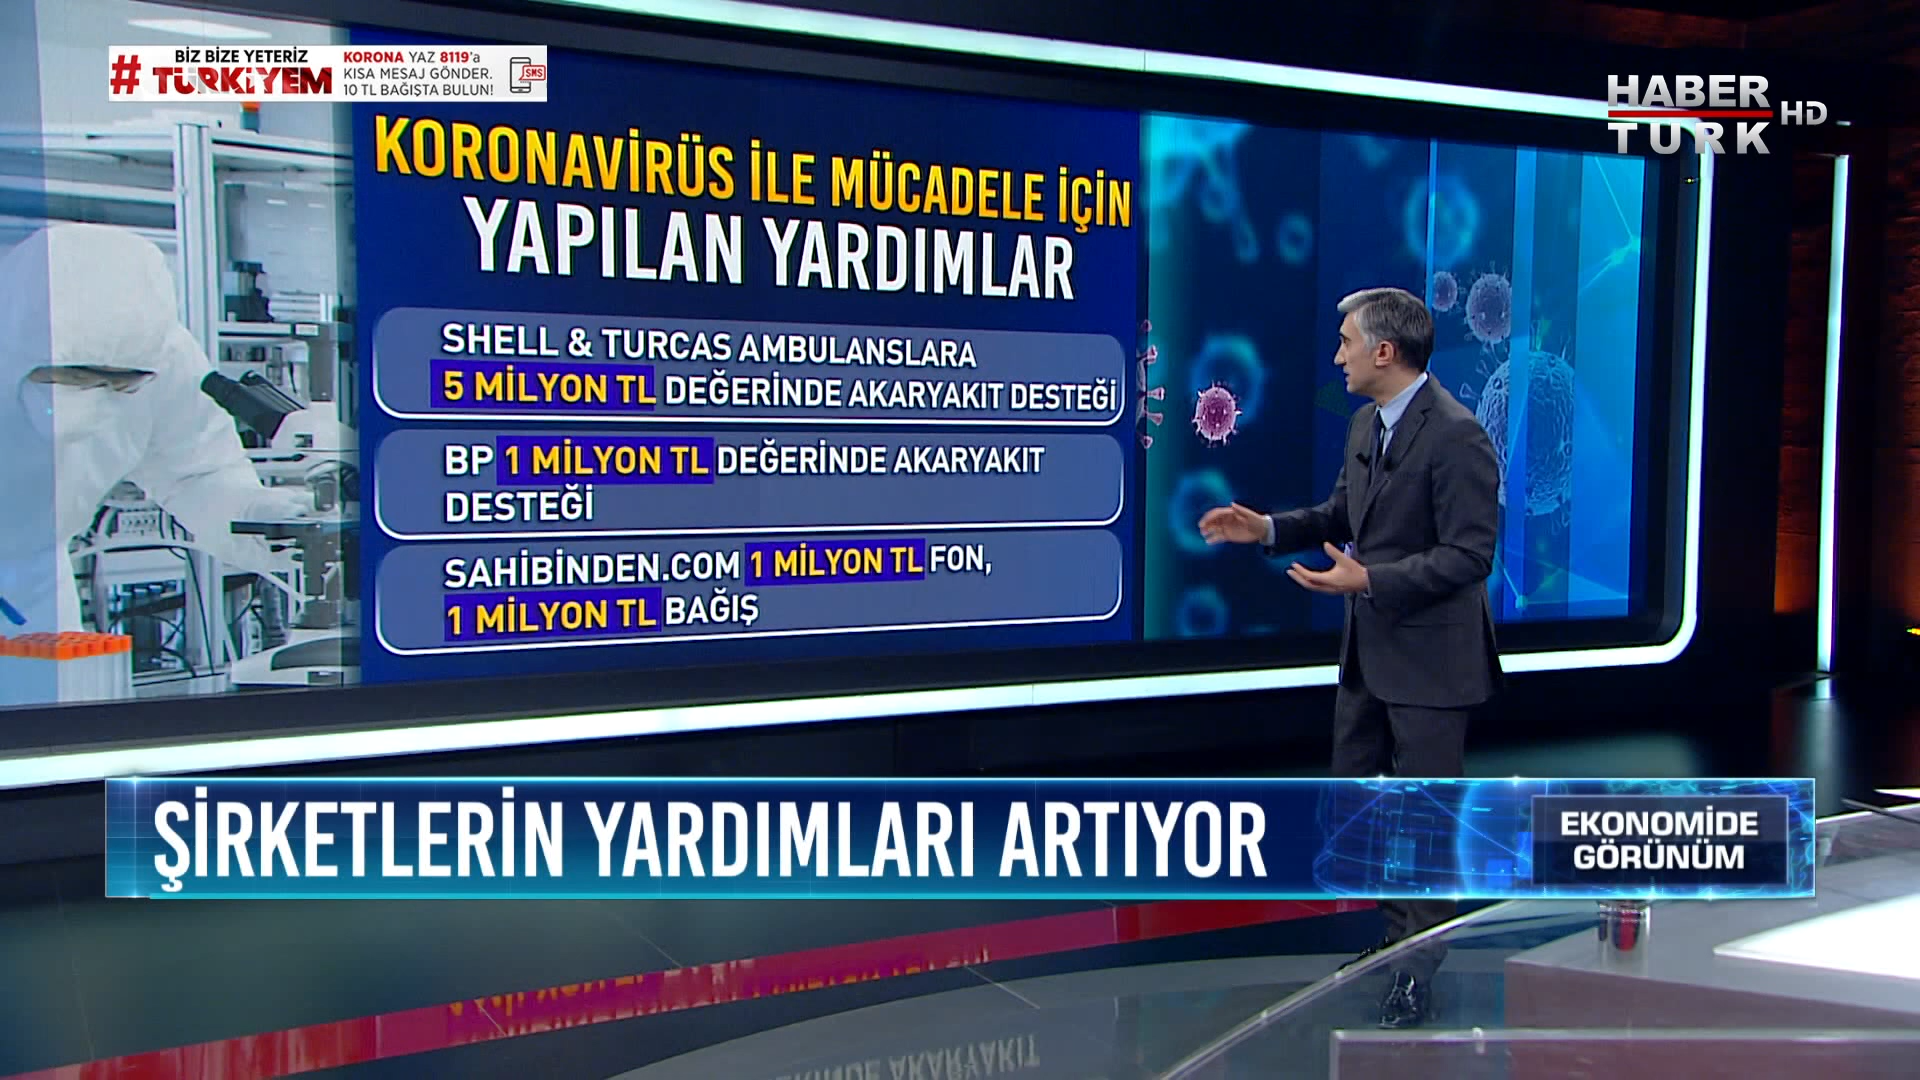 #
BİZ BİZE YETERİZ
TÜRKİYEM
KORONA YAZ 8119'a
KISA MESAJ GÖNDER,
10 TL BAĞIŞTA BULUN!
SMS
HABER
TURK
HD
KORONAVİRÜS İLE MÜCADELE İÇİN
YAPILAN YARDIMLAR
SHELL & TURCAS AMBULANSLARA
5 MİLYON TL DEĞERİNDE AKARYAKIT DESTEĞİ
BP 1 MİLYON TL DEĞERİNDE AKARYAKIT
DESTEĞİ
SAHİBİNDEN.COM 1 MİLYON TL FON,
1 MİLYON TL BAĞIŞ
ŞİRKETLERİN YARDIMLARI ARTIYOR
EKONOMİDE
GÖRÜNÜM